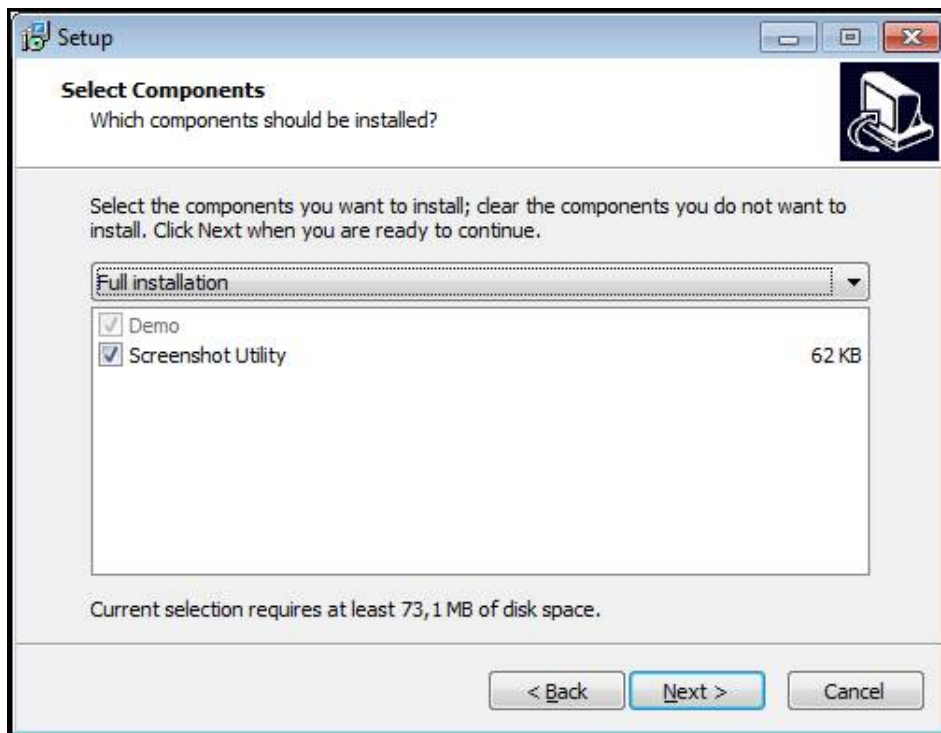 Setup
Select Components
Which components should be installed?
Select the components you want to install; clear the components you do not want to
install. Click Next when you are ready to continue.
Full installation
Demo
Screenshot Utility 62 KB
Current selection requires at least 73,1 MB of disk space.
< Back Next > Cancel